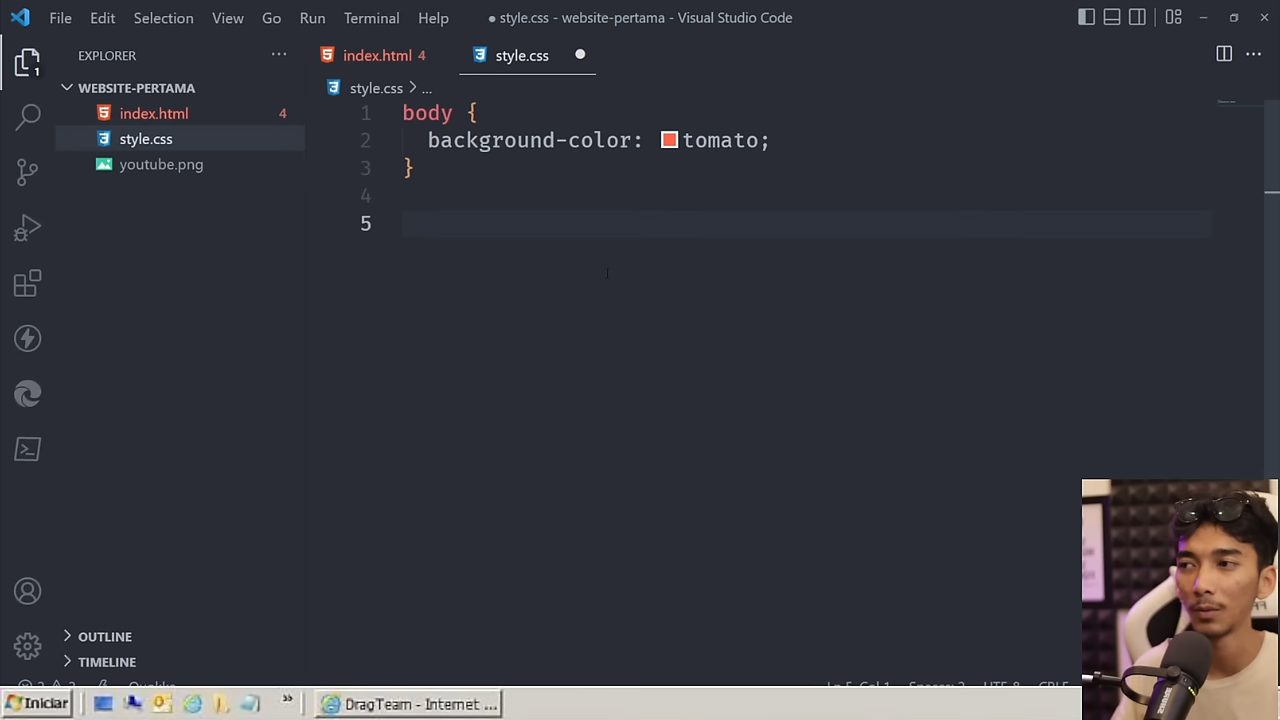 File Edit Selection View Go Run Terminal Help
● style.css - website-pertama - Visual Studio Code
EXPLORER
WEBSITE-PERTAMA
index.html 4
style.css
youtube.png
OUTLINE
TIMELINE
1
index.html 4
style.css
style.css > ...
1 body {
2 background-color: tomato;
3 }
4
5
Iniciar
»
DragTeam - Internet ...